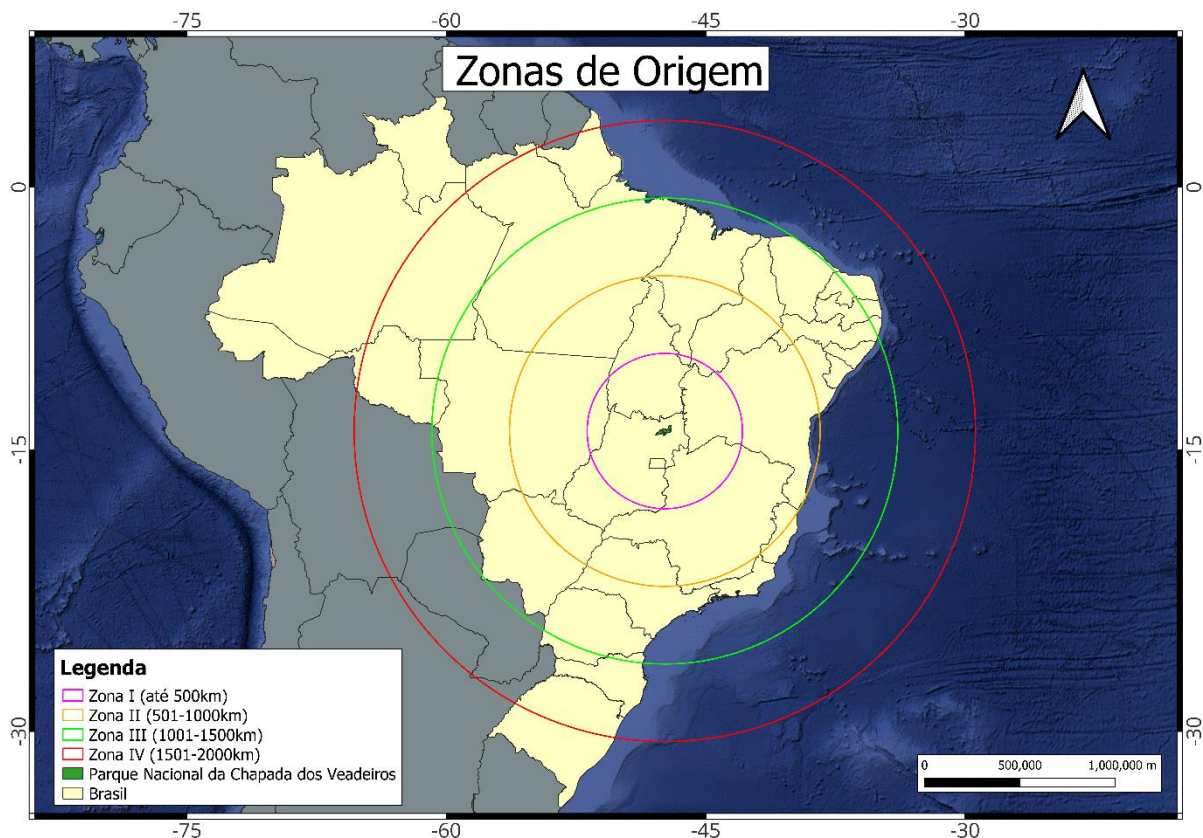 -75 -60 -45 -30
Zonas de Origem
0 0
-15 -15
Legenda
Zona I (até 500km)
Zona II (501-1000km)
Zona III (1001-1500km)
Zona IV (1501-2000km)
Parque Nacional da Chapada dos Veadeiros
Brasil
-30 -30
0 500,000 1,000,000 m
-75 -60 -45 -30